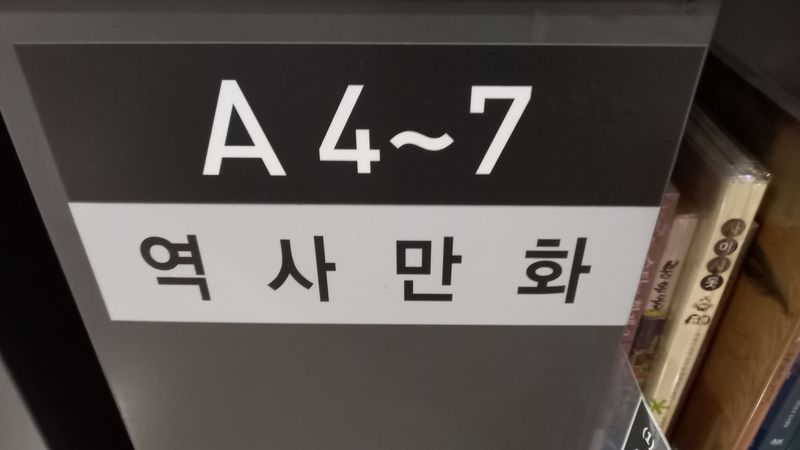 A 4~7
역 사 만 화